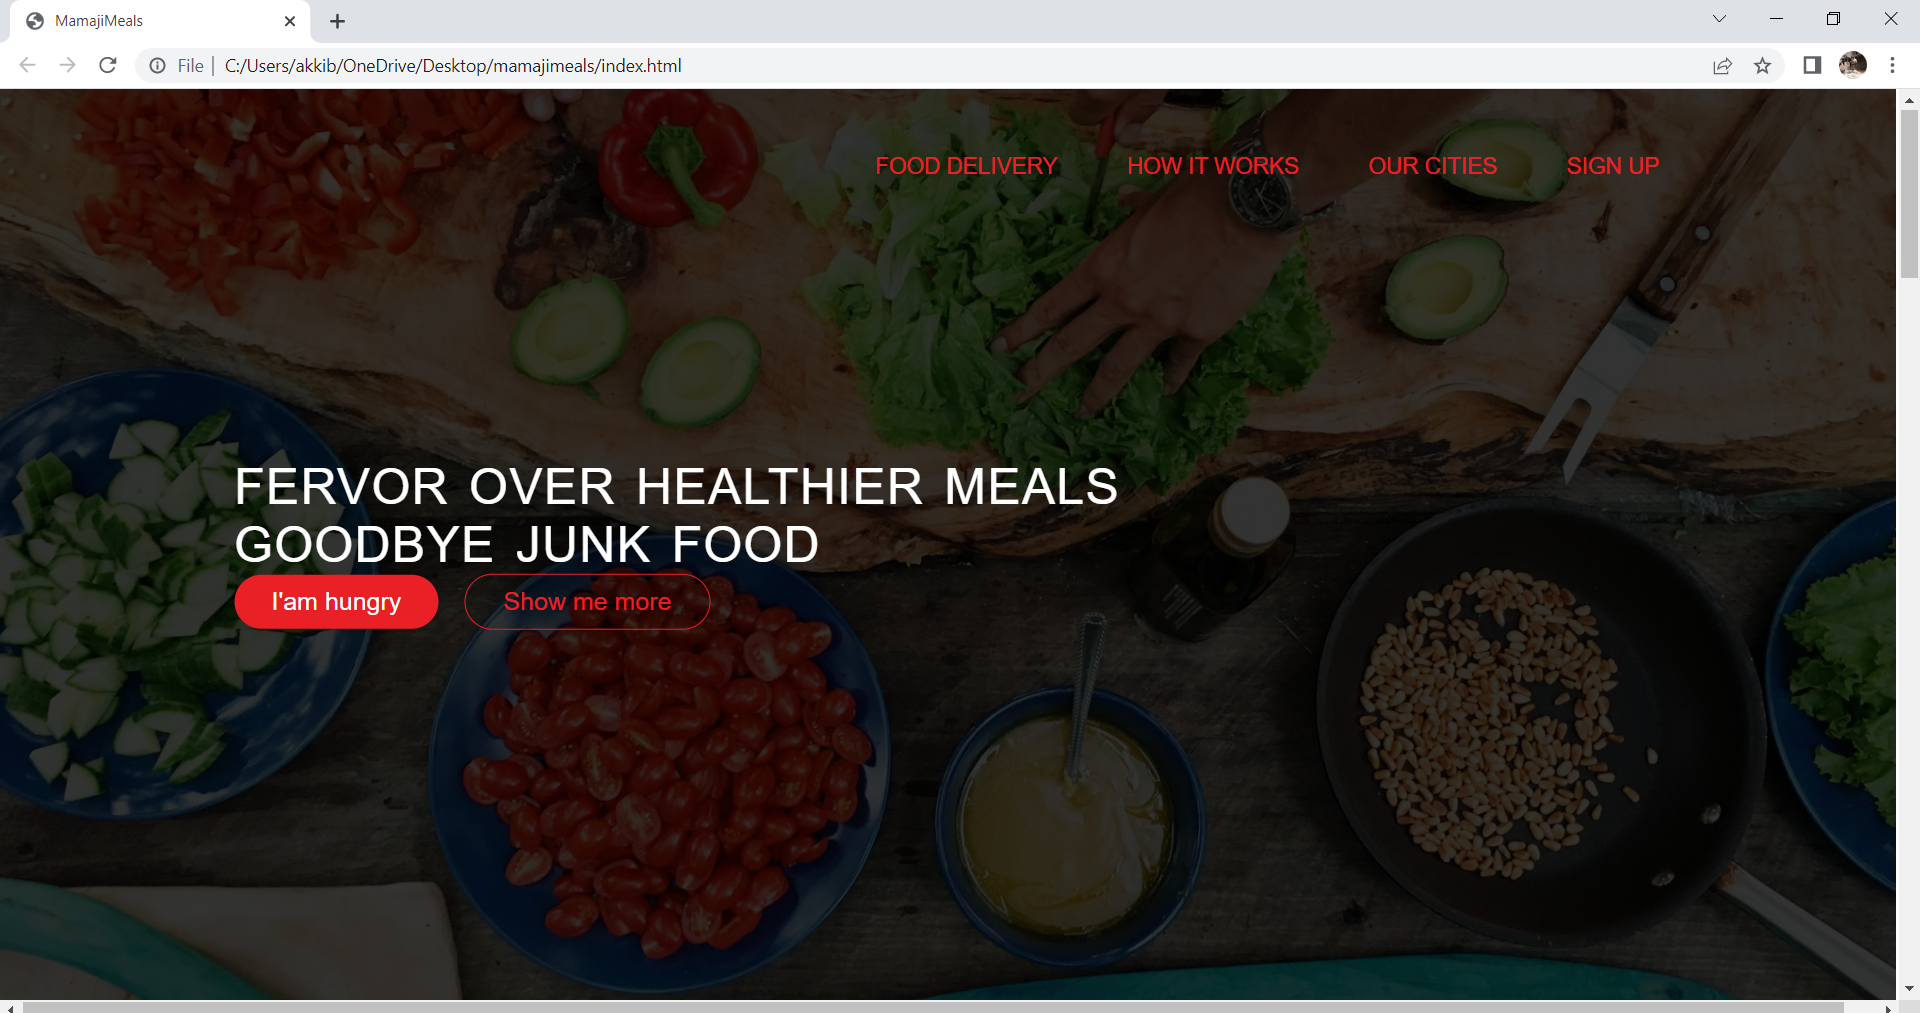 MamajiMeals
File
C:/Users/akkib/OneDrive/Desktop/mamajimeals/index.html
FOOD DELIVERY HOW IT WORKS OUR CITIES SIGN UP
FERVOR OVER HEALTHIER MEALS
GOODBYE JUNK FOOD
I'am hungry Show me more